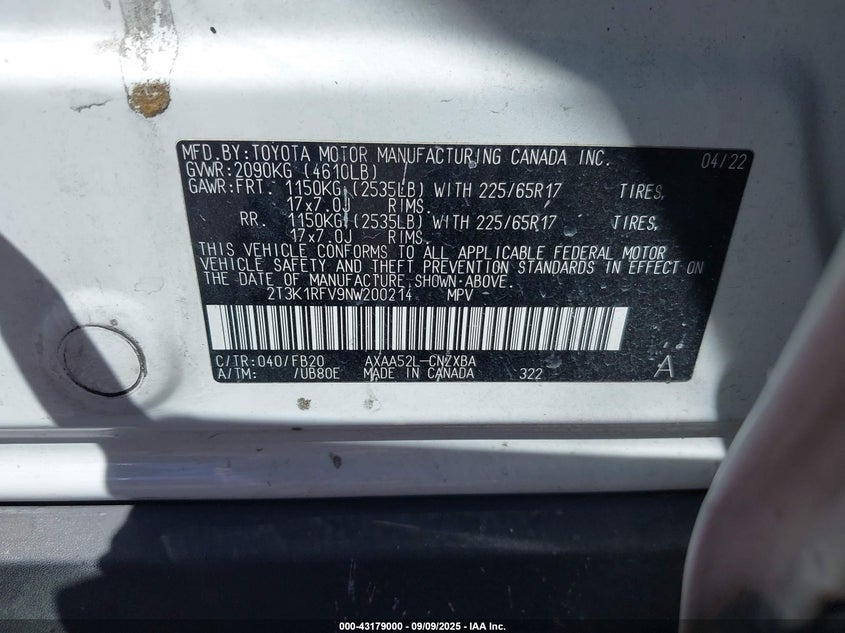 MFD.BY:TOYOTA MOTOR MANUFACTURING CANADA INC. 04/22
GVWR:2090KG (4610LB)
GAWR:FRT. 1150KG (2535LB) WITH 225/65R17 TIRES,
17x7.0J RIMS.
RR. 1150KG (2535LB) WITH 225/65R17 TIRES,
17x7.0J RIMS.
THIS VEHICLE CONFORMS TO ALL APPLICABLE FEDERAL MOTOR
VEHICLE SAFETY AND THEFT PREVENTION STANDARDS IN EFFECT ON
THE DATE OF MANUFACTURE SHOWN ABOVE.
2T3K1RFV9NW200214 MPV
C/TR:040/FB20 AXAA52L-CNZXBA
A/TM: /UB80E MADE IN CANADA 322 A
000-43179000 - 09/09/2025 - IAA Inc.